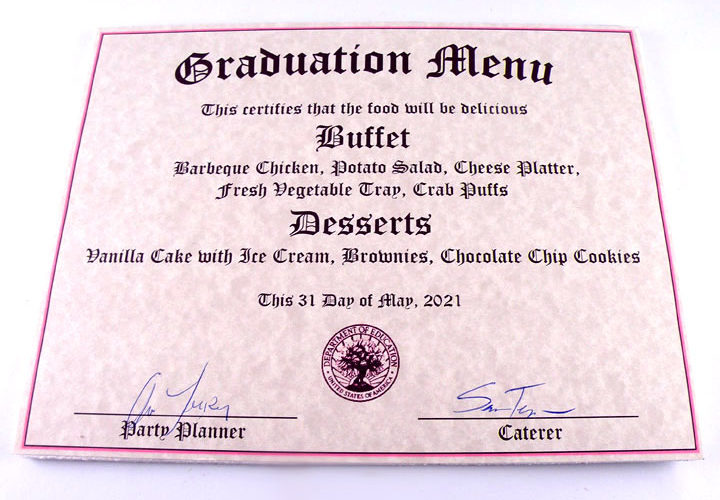 Graduation Menu
This certifies that the food will be delicious
Buffet
Barbeque Chicken, Potato Salad, Cheese Platter,
Fresh Vegetable Tray, Crab Puffs
Desserts
Vanilla Cake with Ice Cream, Brownies, Chocolate Chip Cookies
This 31 Day of May, 2021
DEPARTMENT OF EDUCATION
UNITED STATES OF AMERICA
Party Planner
Caterer